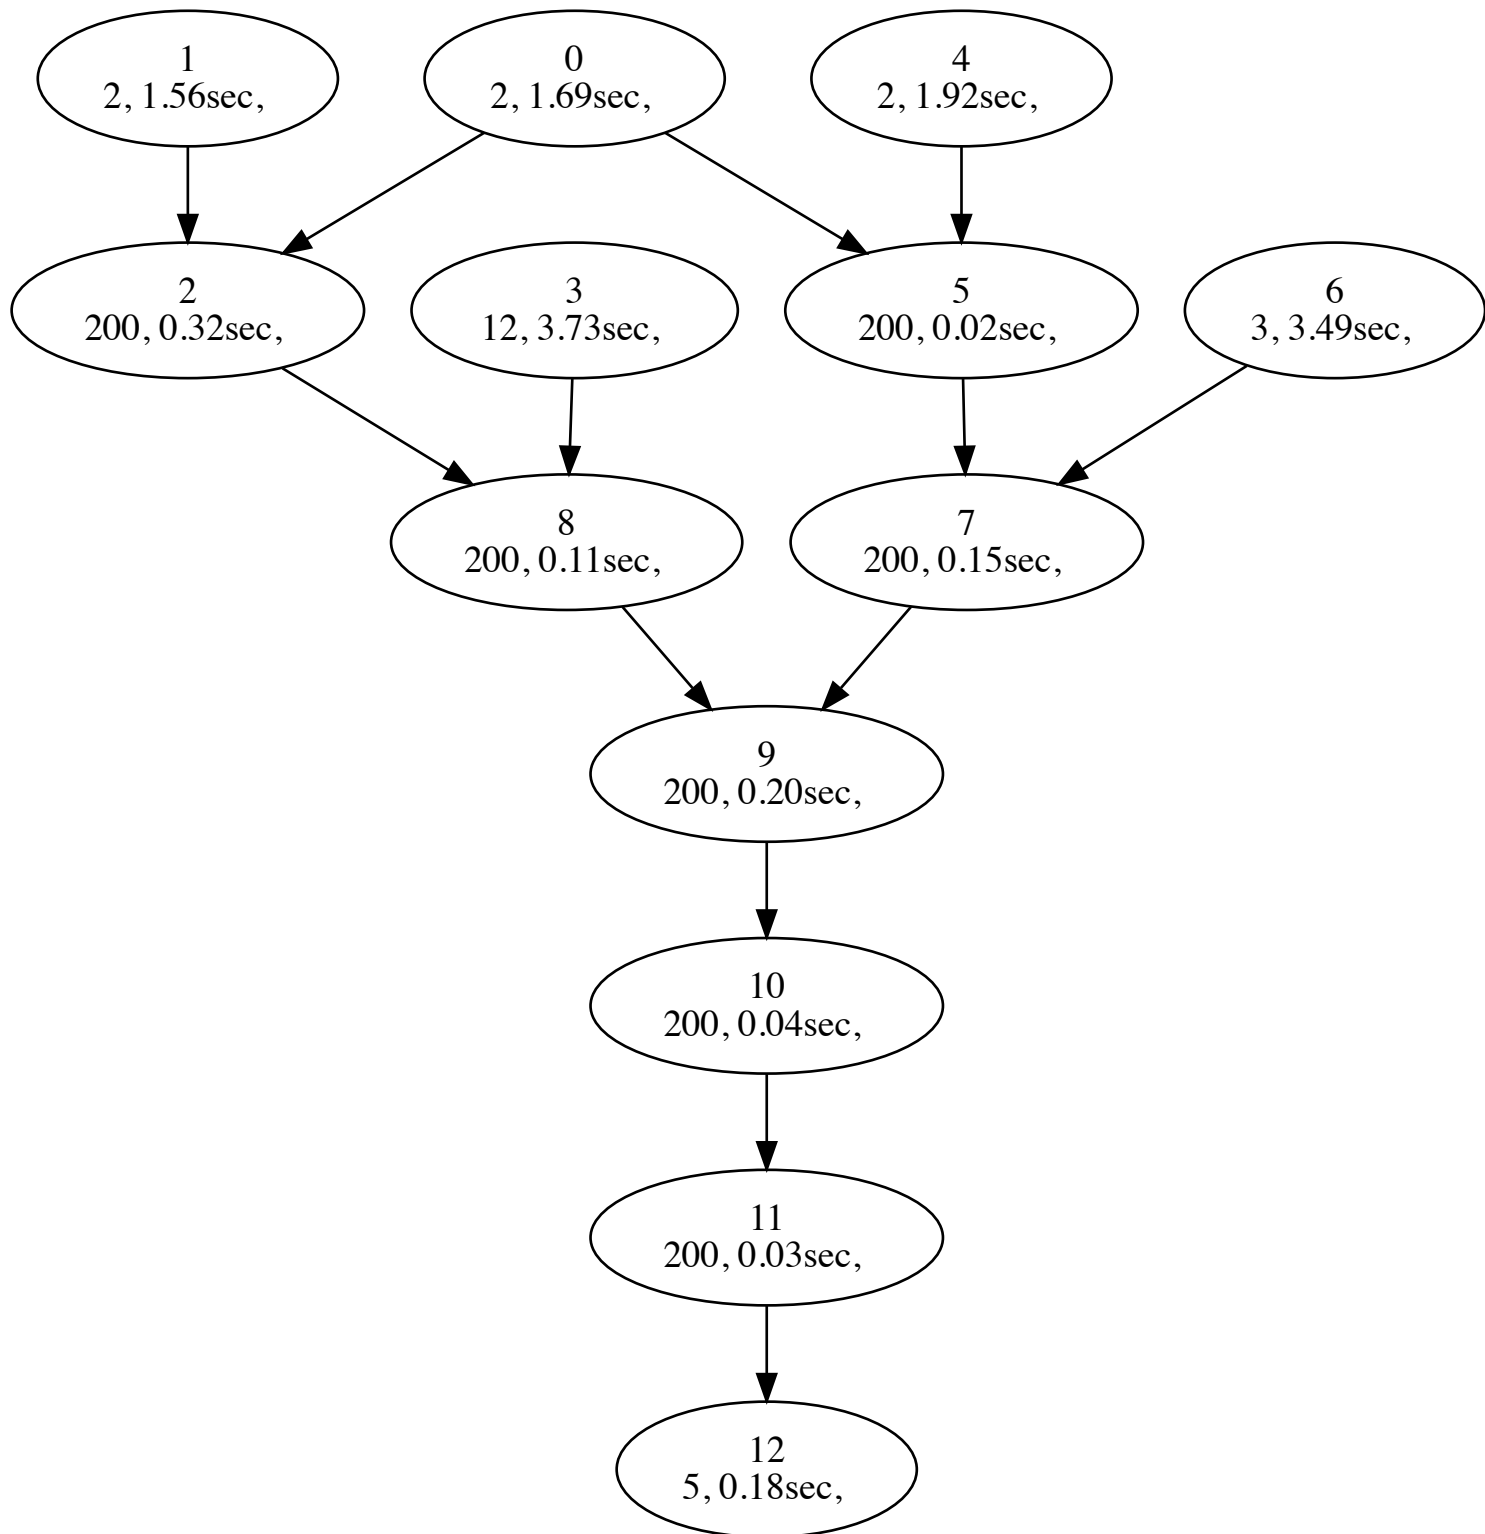 1
2, 1.56sec,
0
2, 1.69sec,
4
2, 1.92sec,
2
200, 0.32sec,
3
12, 3.73sec,
5
200, 0.02sec,
6
3, 3.49sec,
8
200, 0.11sec,
7
200, 0.15sec,
9
200, 0.20sec,
10
200, 0.04sec,
11
200, 0.03sec,
12
5, 0.18sec,